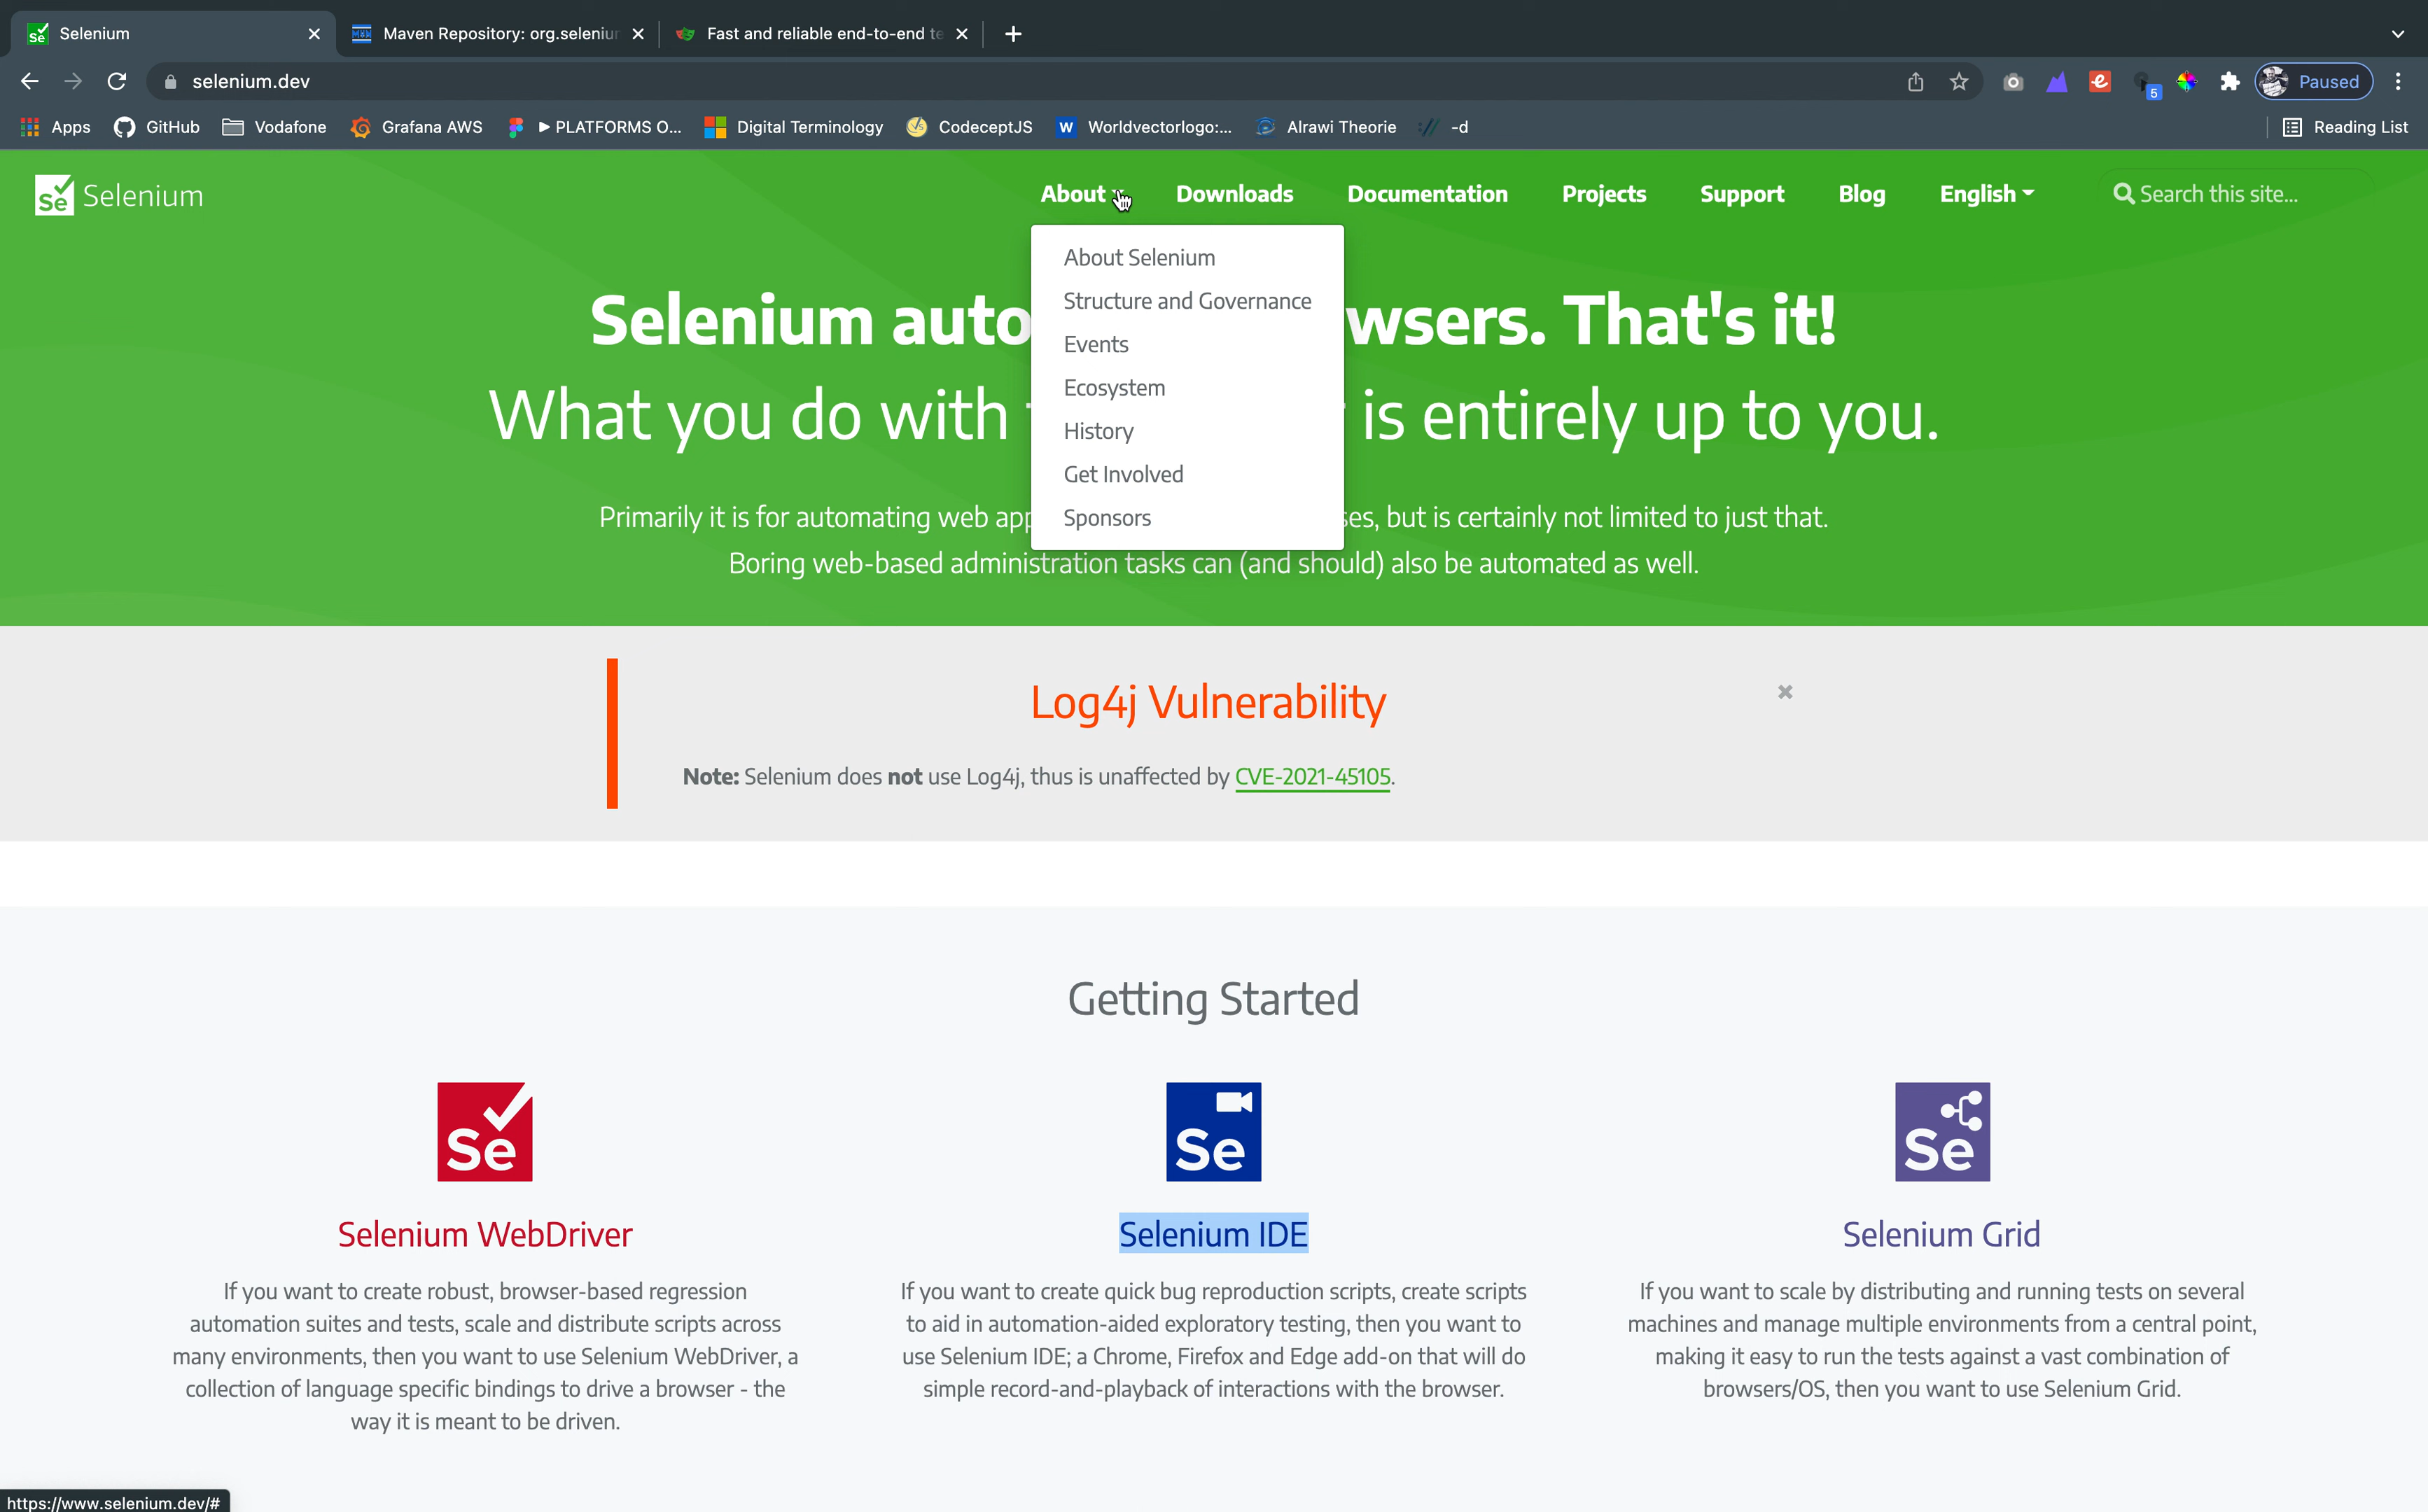 Selenium
Maven Repository: org.seleniu
Fast and reliable end-to-end te
selenium.dev
5
Paused
Apps
GitHub
Vodafone
Grafana AWS
▶ PLATFORMS O...
Digital Terminology
CodeceptJS
W
Worldvectorlogo:...
Alrawi Theorie
-d
Reading List
Se
Selenium
About
Downloads
Documentation
Projects
Support
Blog
English
Search this site...
About Selenium
Structure and Governance
Events
Ecosystem
History
Get Involved
Sponsors
Selenium auto wsers. That's it!
What you do with is entirely up to you.
Primarily it is for automating web app es, but is certainly not limited to just that.
Boring web-based administration tasks can (and should) also be automated as well.
Log4j Vulnerability
Note: Selenium does not use Log4j, thus is unaffected by CVE-2021-45105.
Getting Started
Se
Selenium WebDriver
If you want to create robust, browser-based regression
automation suites and tests, scale and distribute scripts across
many environments, then you want to use Selenium WebDriver, a
collection of language specific bindings to drive a browser - the
way it is meant to be driven.
Se
Selenium IDE
If you want to create quick bug reproduction scripts, create scripts
to aid in automation-aided exploratory testing, then you want to
use Selenium IDE; a Chrome, Firefox and Edge add-on that will do
simple record-and-playback of interactions with the browser.
Se
Selenium Grid
If you want to scale by distributing and running tests on several
machines and manage multiple environments from a central point,
making it easy to run the tests against a vast combination of
browsers/OS, then you want to use Selenium Grid.
https://www.selenium.dev/#